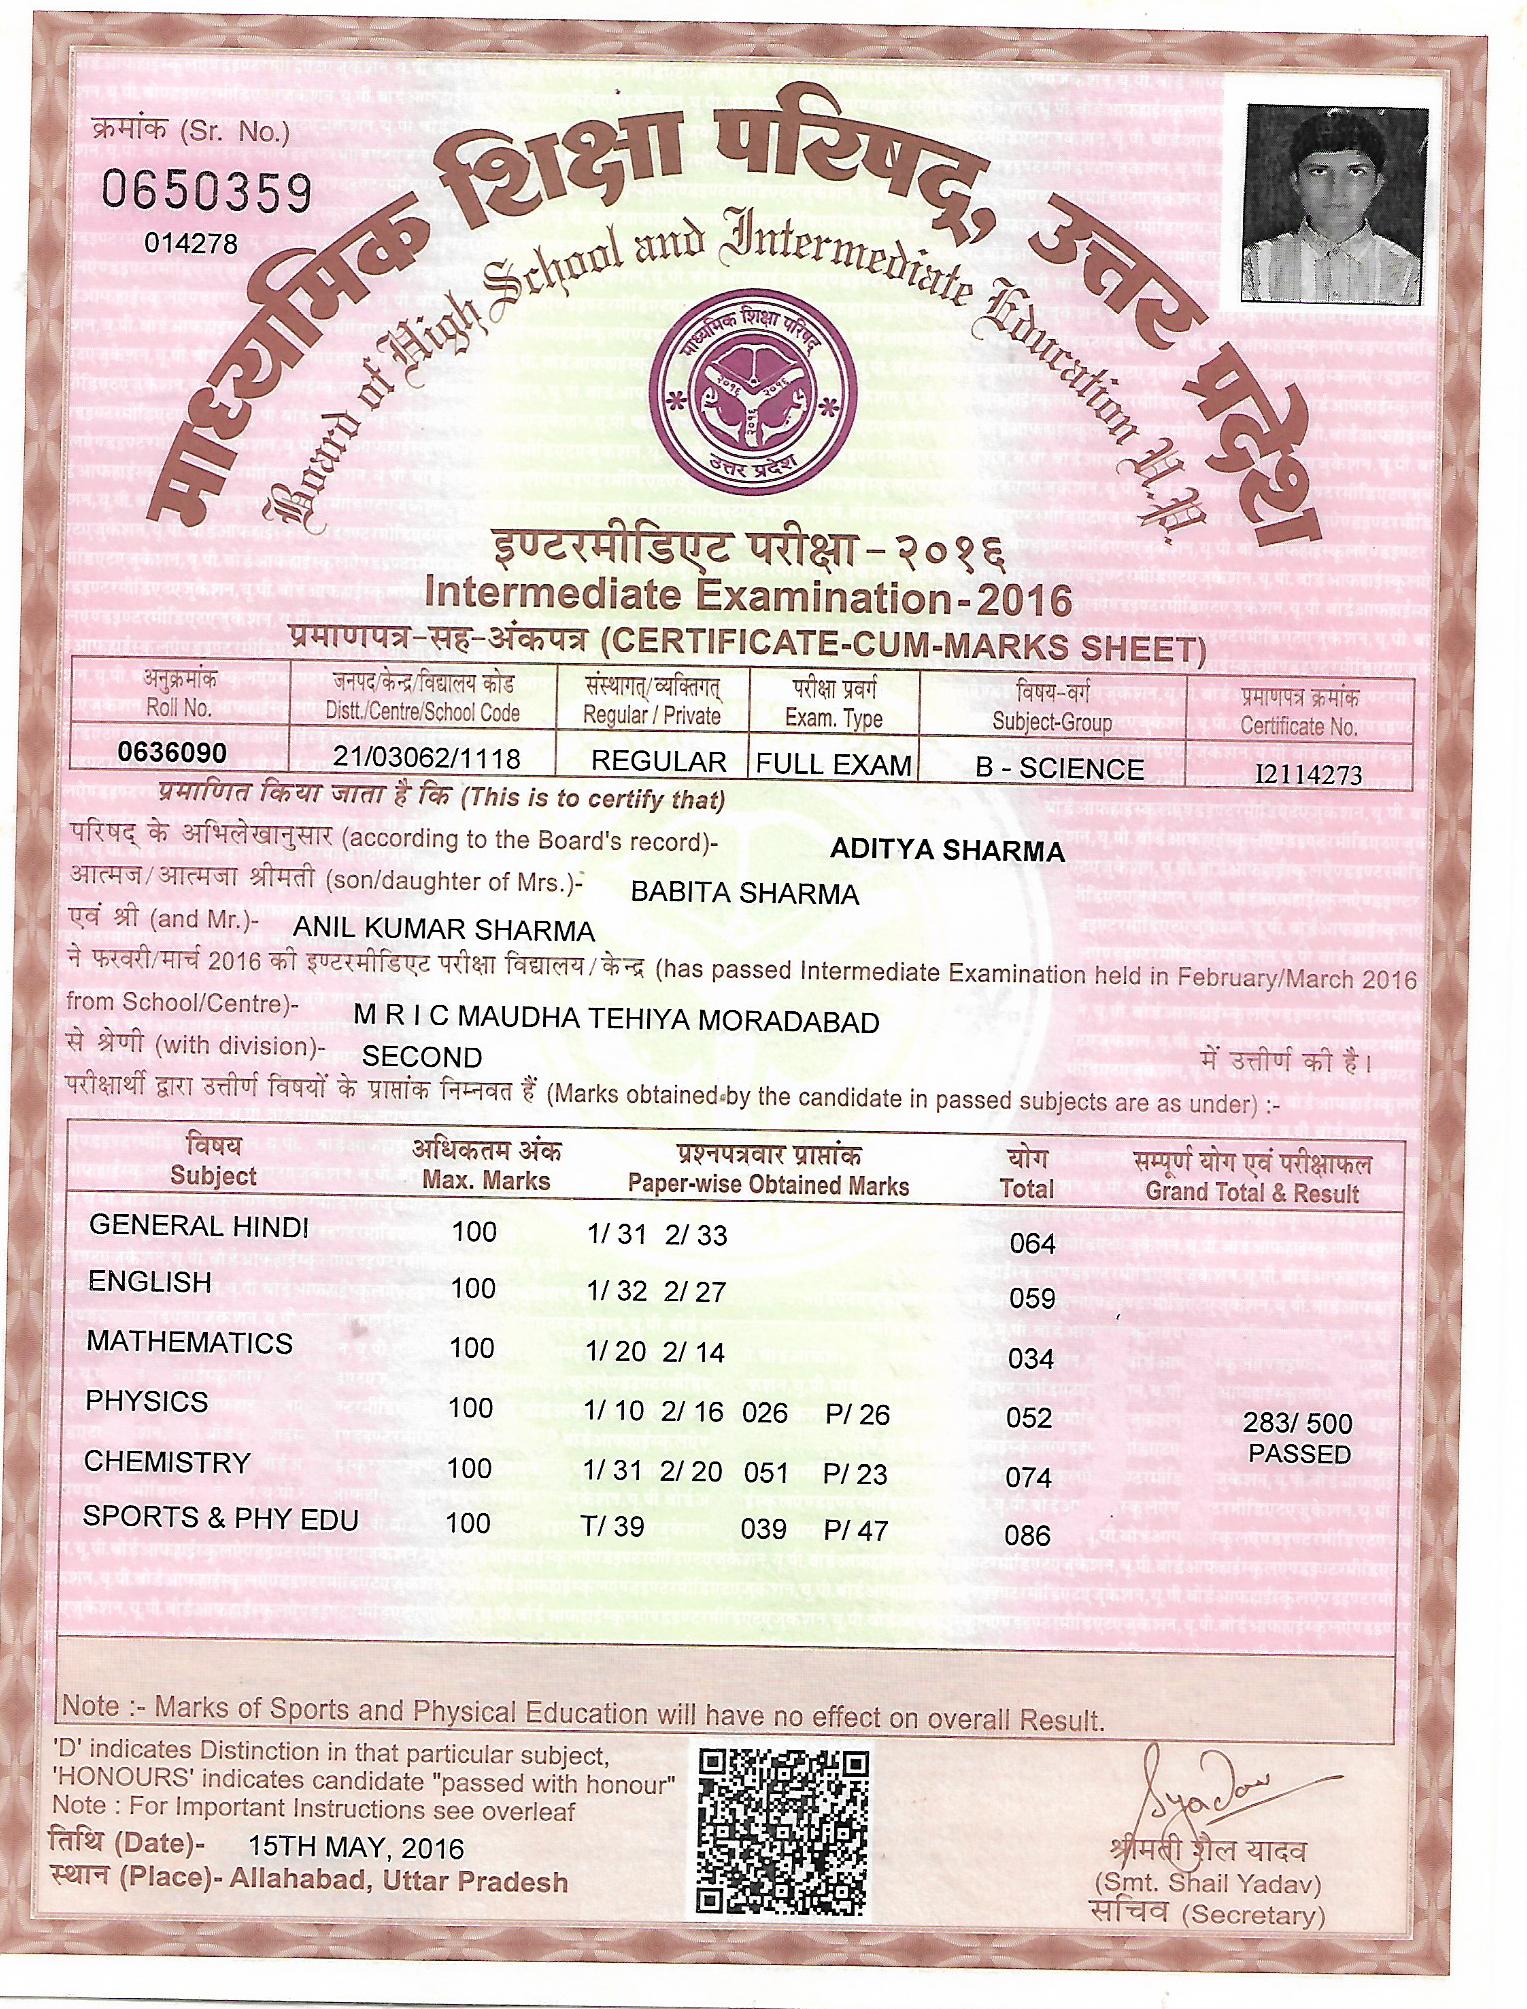 क्रमांक (Sr. No.)
0650359
014278
माध्यमिक शिक्षा परिषद्, उत्तर प्रदेश
Board of High School and Intermediate Education U.P.
माध्यमिक शिक्षा परिषद्
२०१६ २०१६
२०१६
उत्तर प्रदेश
इण्टरमीडिएट परीक्षा - २०१६
Intermediate Examination - 2016
प्रमाणपत्र-सह-अंकपत्र (CERTIFICATE-CUM-MARKS SHEET)
अनुक्रमांक जनपद/केन्द्र/विद्यालय कोड संस्थागत्/व्यक्तिगत् परीक्षा प्रवर्ग विषय-वर्ग प्रमाणपत्र क्रमांक
Roll No. Distt./Centre/School Code Regular / Private Exam. Type Subject-Group Certificate No.
0636090 21/03062/1118 REGULAR FULL EXAM B - SCIENCE I2114273
प्रमाणित किया जाता है कि (This is to certify that)
परिषद् के अभिलेखानुसार (according to the Board's record)- ADITYA SHARMA
आत्मज/आत्मजा श्रीमती (son/daughter of Mrs.)- BABITA SHARMA
एवं श्री (and Mr.)- ANIL KUMAR SHARMA
ने फरवरी/मार्च 2016 की इण्टरमीडिएट परीक्षा विद्यालय/केन्द्र (has passed Intermediate Examination held in February/March 2016
from School/Centre)- M R I C MAUDHA TEHIYA MORADABAD
से श्रेणी (with division)- SECOND में उत्तीर्ण की है।
परीक्षार्थी द्वारा उत्तीर्ण विषयों के प्राप्तांक निम्नवत हैं (Marks obtained by the candidate in passed subjects are as under) :-
विषय अधिकतम अंक प्रश्नपत्रवार प्राप्तांक योग सम्पूर्ण योग एवं परीक्षाफल
Subject Max. Marks Paper-wise Obtained Marks Total Grand Total & Result
GENERAL HINDI 100 1/ 31 2/ 33 064
ENGLISH 100 1/ 32 2/ 27 059
MATHEMATICS 100 1/ 20 2/ 14 034
PHYSICS 100 1/ 10 2/ 16 026 P/ 26 052 283/ 500
PASSED
CHEMISTRY 100 1/ 31 2/ 20 051 P/ 23 074
SPORTS & PHY EDU 100 T/ 39 039 P/ 47 086
Note :- Marks of Sports and Physical Education will have no effect on overall Result.
'D' indicates Distinction in that particular subject,
'HONOURS' indicates candidate "passed with honour"
Note : For Important Instructions see overleaf
तिथि (Date)- 15TH MAY, 2016
स्थान (Place)- Allahabad, Uttar Pradesh
Syadav
श्रीमती शैल यादव
(Smt. Shail Yadav)
सचिव (Secretary)